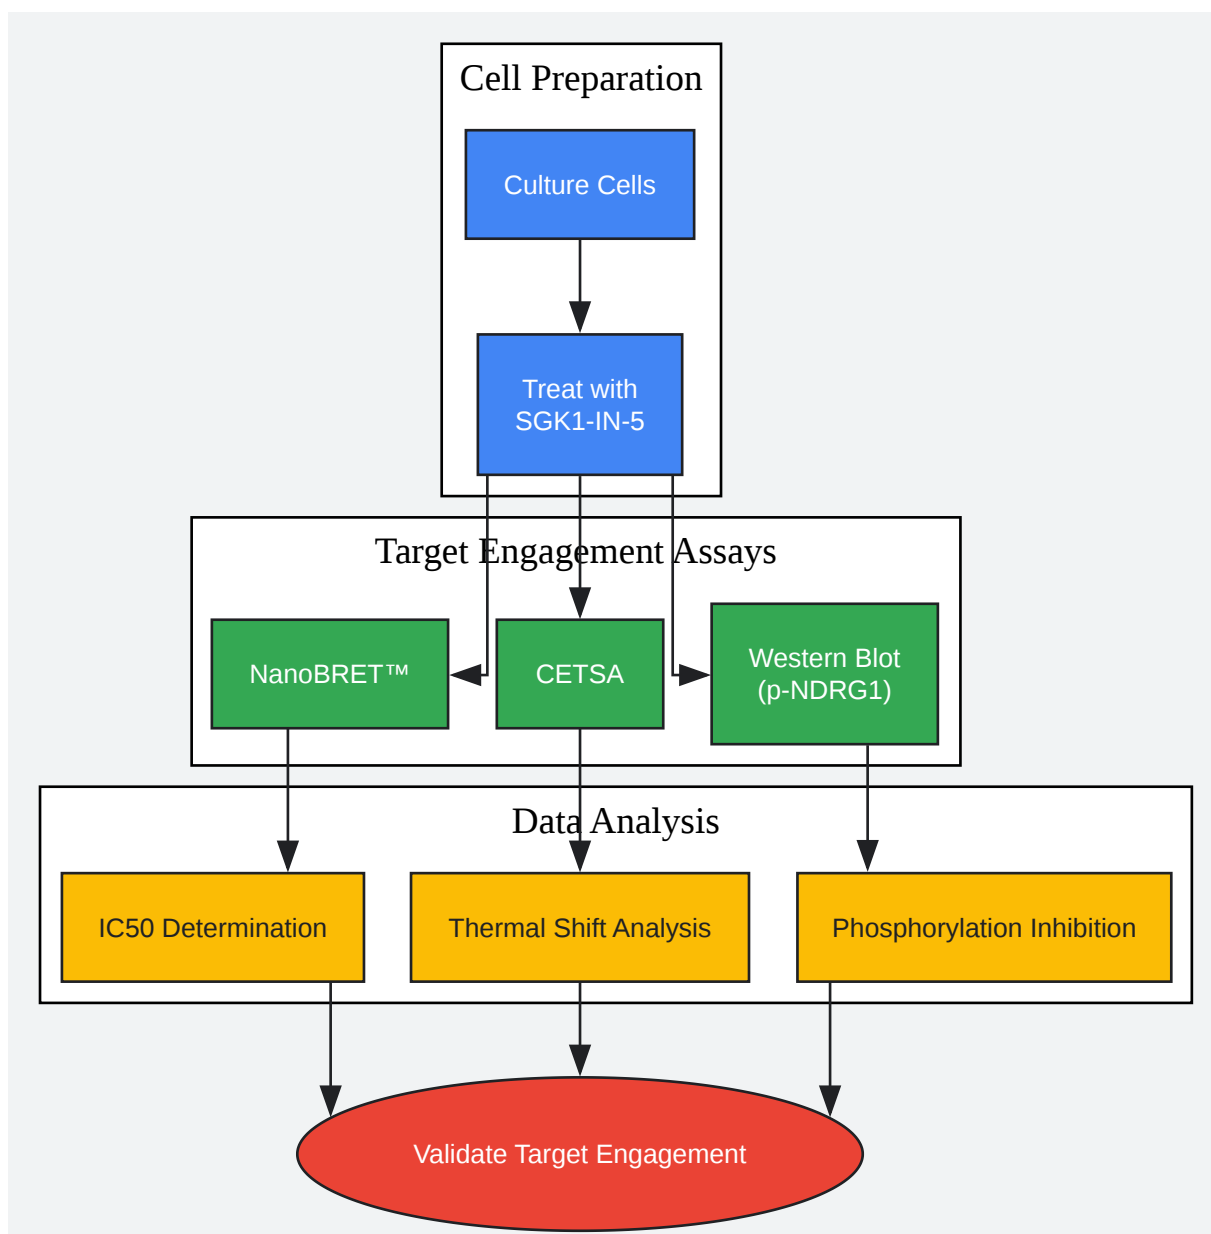 Cell Preparation
Culture Cells
Treat with
SGK1-IN-5
Target Engagement Assays
NanoBRET™
CETSA
Western Blot
(p-NDRG1)
Data Analysis
IC50 Determination
Thermal Shift Analysis
Phosphorylation Inhibition
Validate Target Engagement